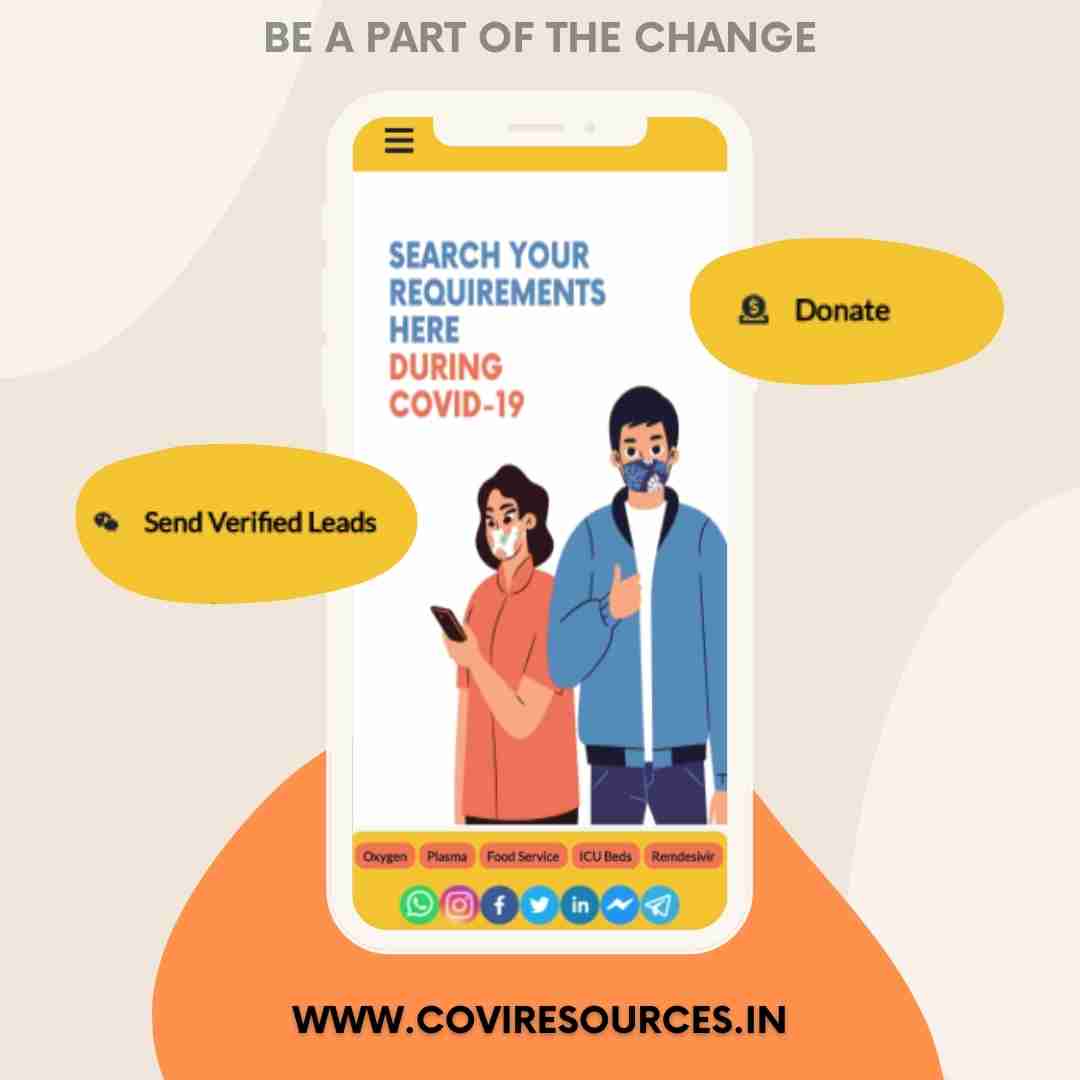 BE A PART OF THE CHANGE
SEARCH YOUR
REQUIREMENTS
HERE
DURING
COVID-19
Donate
Send Verified Leads
Oxygen
Plasma
Food Service
ICU Beds
Remdesivir
WWW.COVIRESOURCES.IN